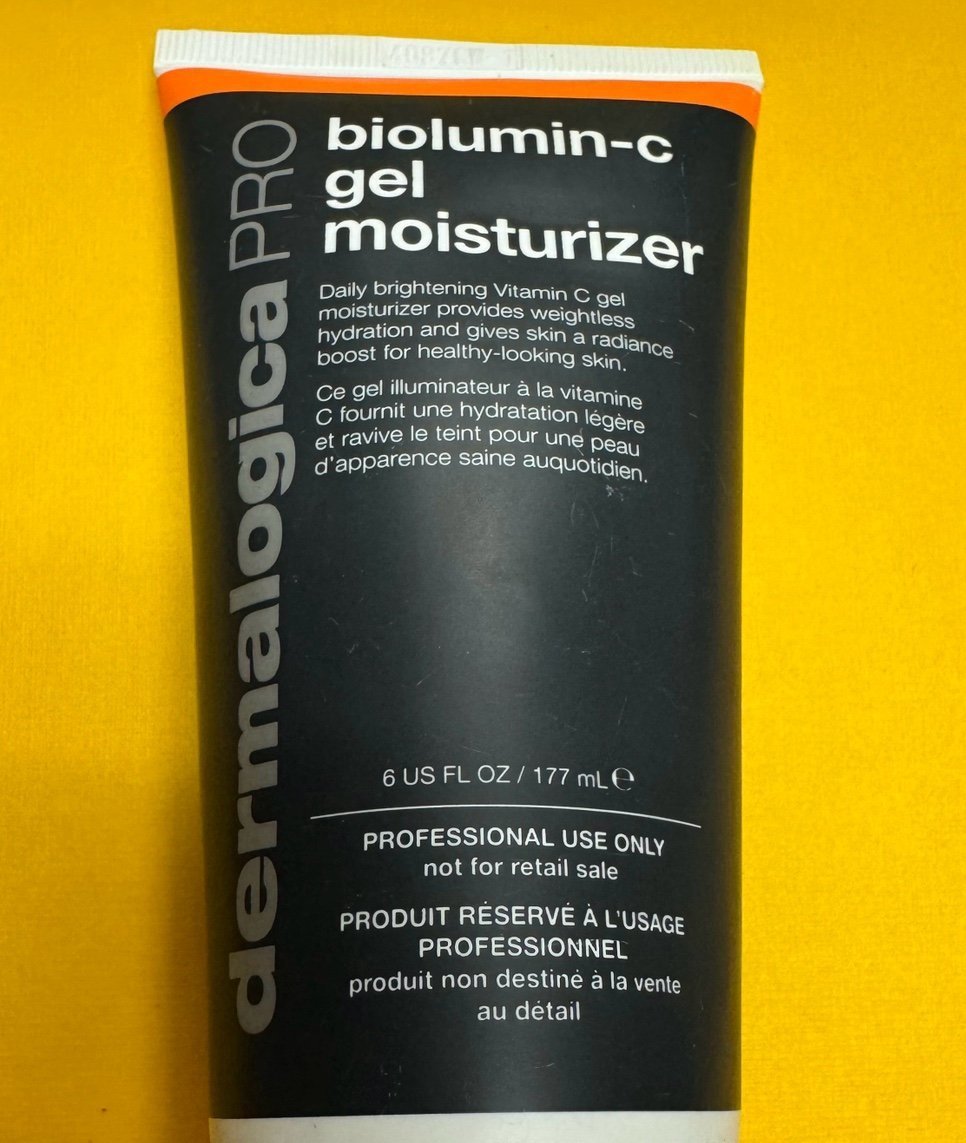 dermalogica PRO
biolumin-c
gel
moisturizer
Daily brightening Vitamin C gel
moisturizer provides weightless
hydration and gives skin a radiance
boost for healthy-looking skin.
Ce gel illuminateur à la vitamine
C fournit une hydratation légère
et ravive le teint pour une peau
d'apparence saine auquotidien.
6 US FL OZ / 177 mL ℮
PROFESSIONAL USE ONLY
not for retail sale
PRODUIT RÉSERVÉ À L'USAGE
PROFESSIONNEL
produit non destiné à la vente
au détail